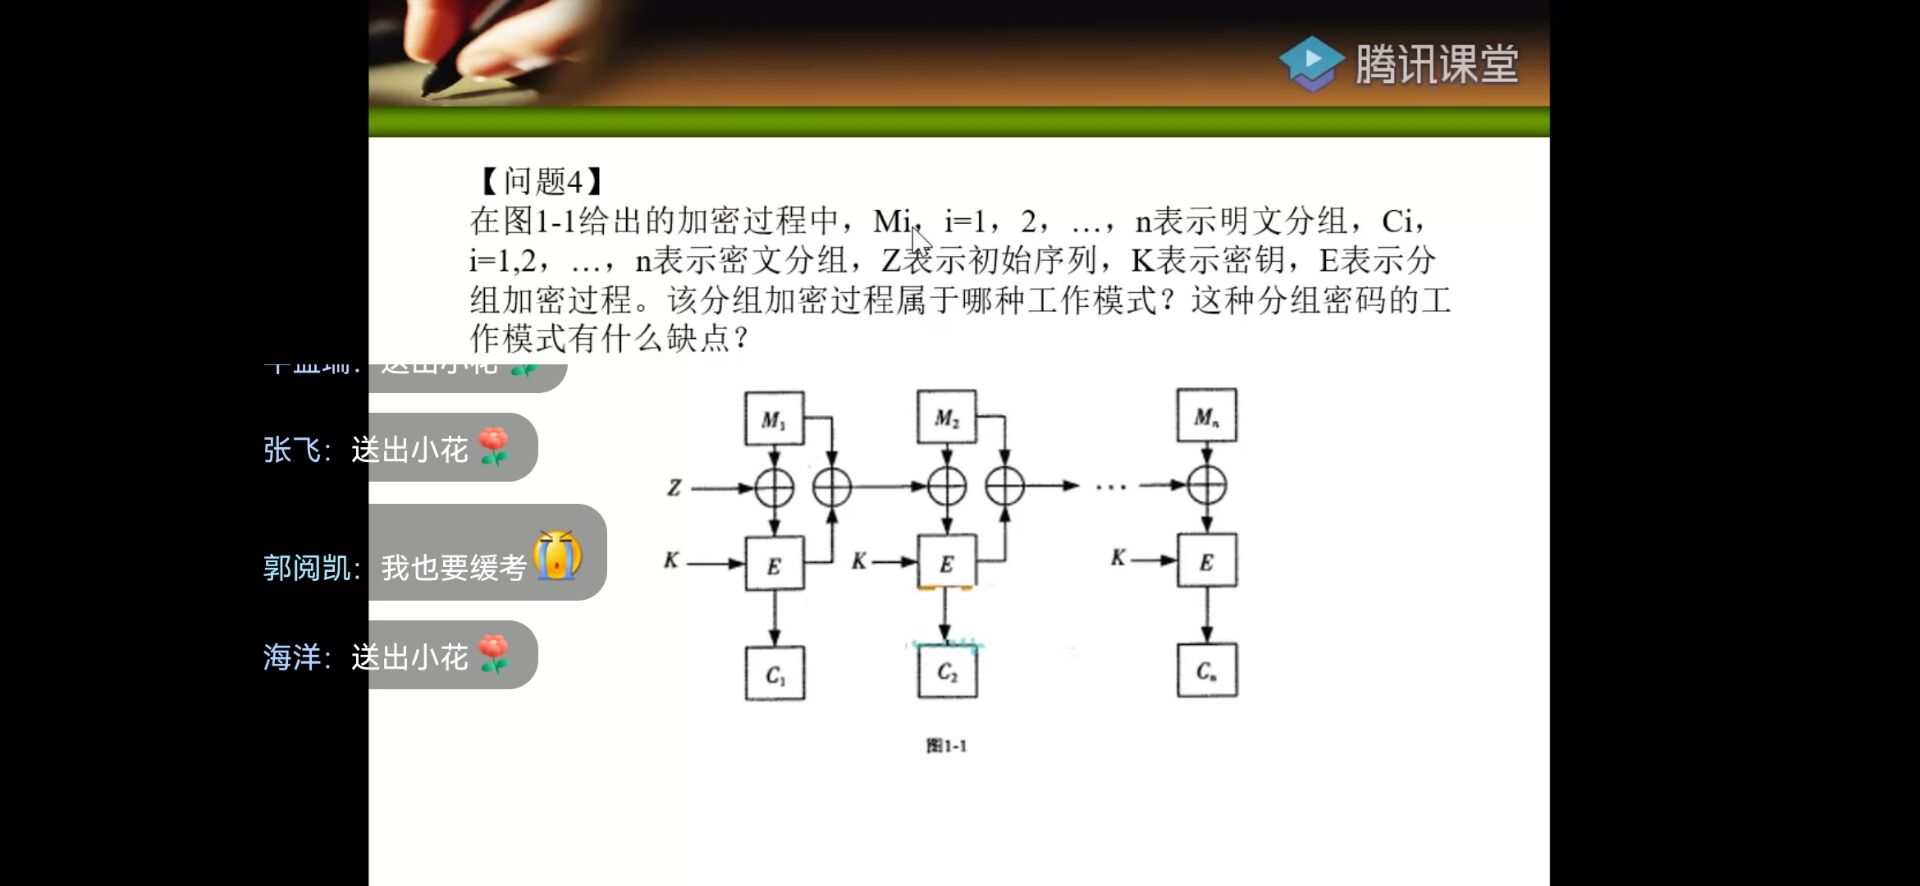 腾讯课堂
【问题4】
在图1-1给出的加密过程中，Mi，i=1，2，…，n表示明文分组，Ci，
i=1,2，…，n表示密文分组，Z表示初始序列，K表示密钥，E表示分
组加密过程。该分组加密过程属于哪种工作模式？这种分组密码的工
作模式有什么缺点？
送出小花
张飞：送出小花
郭阅凯：我也要缓考
海洋：送出小花
M₁ M₂ Mₙ
Z ...
K E K E K E
C₁ C₂ Cₙ
图1-1